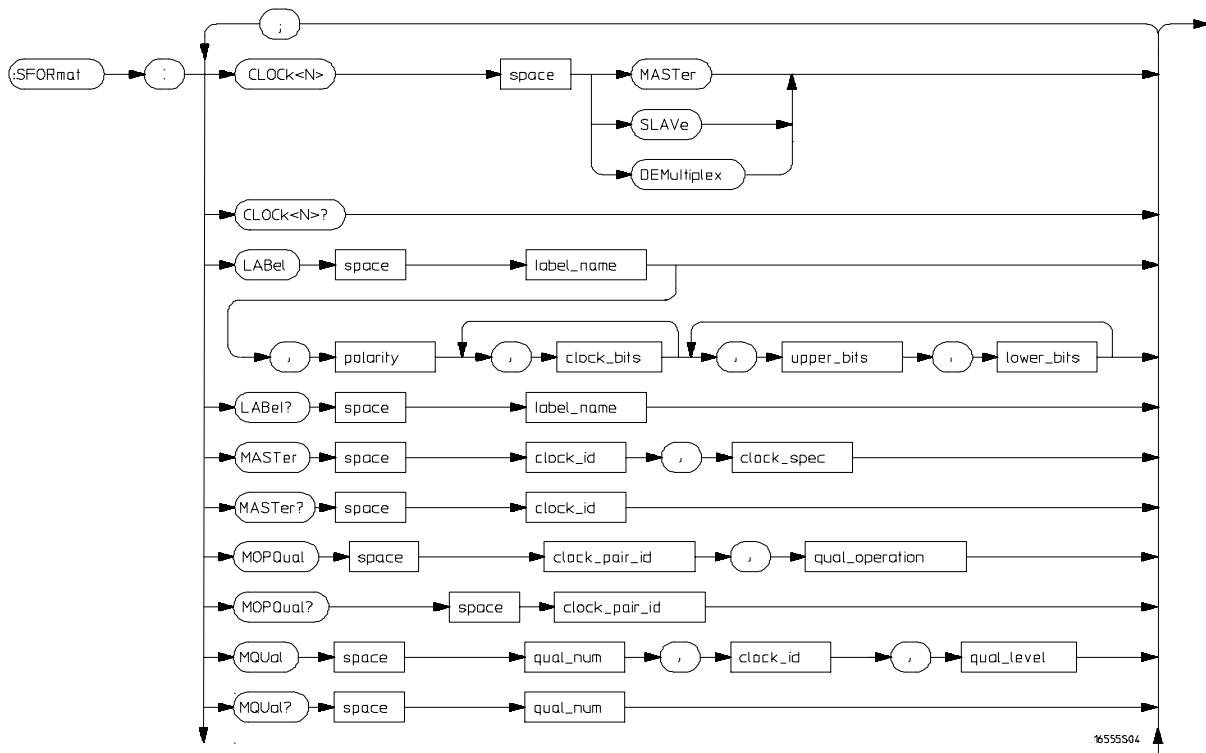 ;
:SFORmat : CLOCk<N> space MASTer
SLAVe
DEMultiplex
CLOCk<N>?
LABel space label_name
, polarity , clock_bits , upper_bits , lower_bits
LABel? space label_name
MASTer space clock_id , clock_spec
MASTer? space clock_id
MOPQual space clock_pair_id , qual_operation
MOPQual? space clock_pair_id
MQUal space qual_num , clock_id , qual_level
MQUal? space qual_num
16555S04